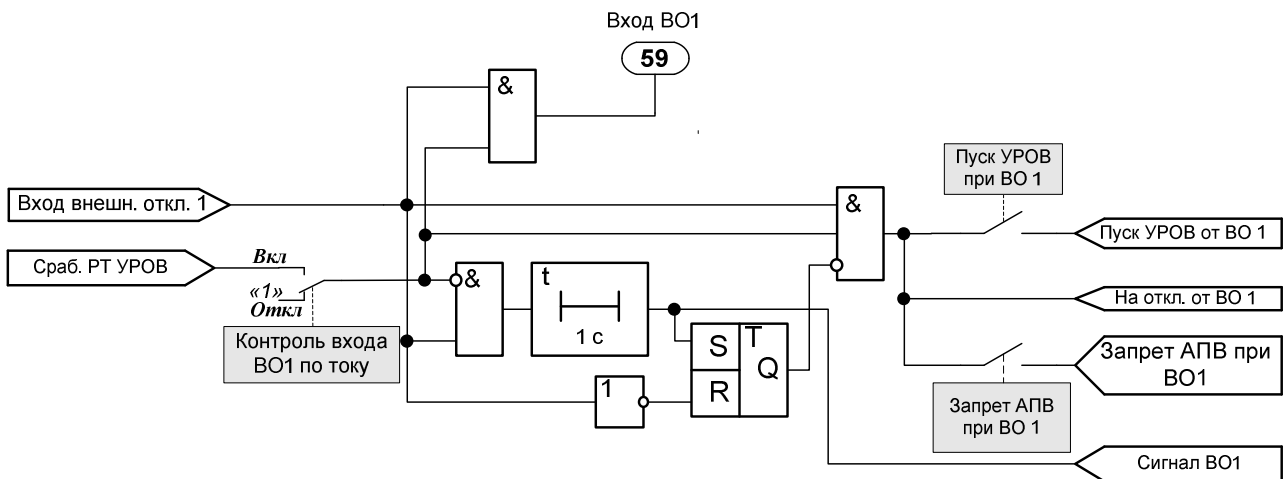 Вход ВО1
59
&
Вход внешн. откл. 1
&
Пуск УРОВ
при ВО 1
Пуск УРОВ от ВО 1
Сраб. РТ УРОВ
Вкл
«1»
Откл
Контроль входа
ВО1 по току
&
t
1 с
S
T
Q
R
1
На откл. от ВО 1
Запрет АПВ при
ВО1
Запрет АПВ
при ВО 1
Сигнал ВО1